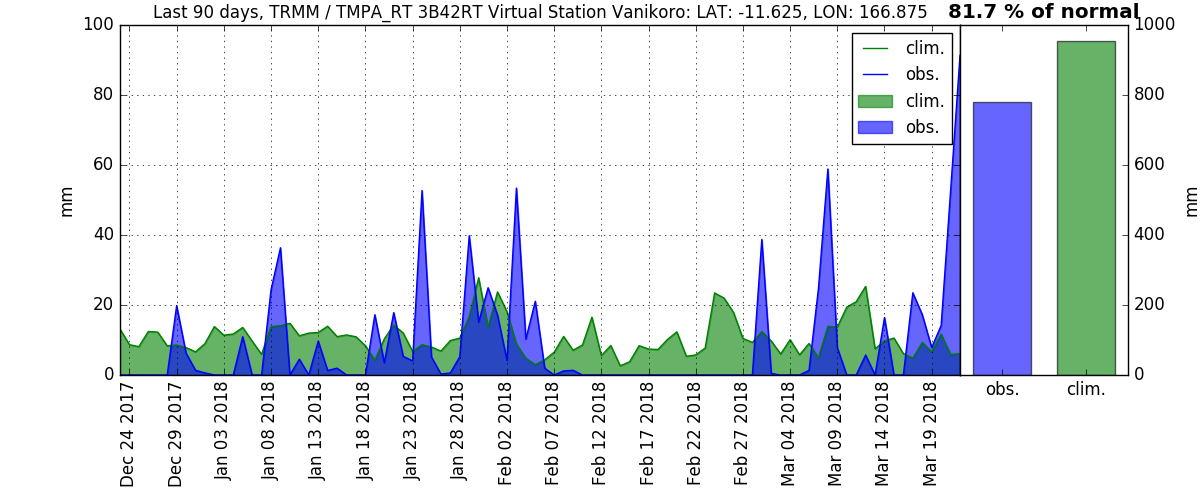 Last 90 days, TRMM / TMPA_RT 3B42RT Virtual Station Vanikoro: LAT: -11.625, LON: 166.875
81.7 % of normal
100
80
60
40
20
0
mm
clim.
obs.
clim.
obs.
1000
800
600
400
200
0
mm
Dec 24 2017
Dec 29 2017
Jan 03 2018
Jan 08 2018
Jan 13 2018
Jan 18 2018
Jan 23 2018
Jan 28 2018
Feb 02 2018
Feb 07 2018
Feb 12 2018
Feb 17 2018
Feb 22 2018
Feb 27 2018
Mar 04 2018
Mar 09 2018
Mar 14 2018
Mar 19 2018
obs.
clim.